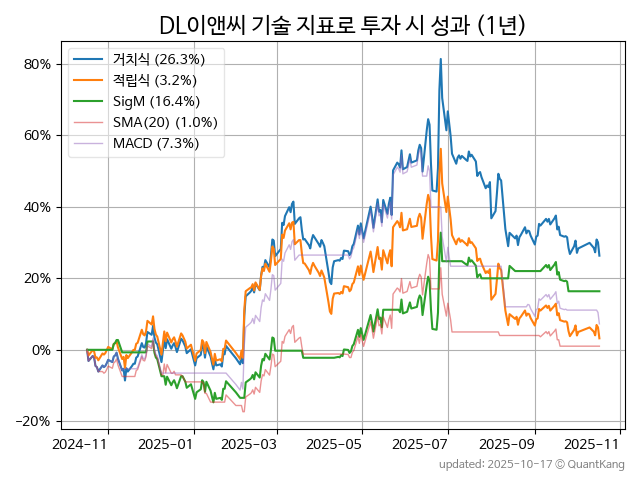 DL이앤씨 기술 지표로 투자 시 성과 (1년)
거치식 (26.3%)
적립식 (3.2%)
SigM (16.4%)
SMA(20) (1.0%)
MACD (7.3%)
80%
60%
40%
20%
0%
−20%
2024-11 2025-01 2025-03 2025-05 2025-07 2025-09 2025-11
updated: 2025-10-17 © QuantKang